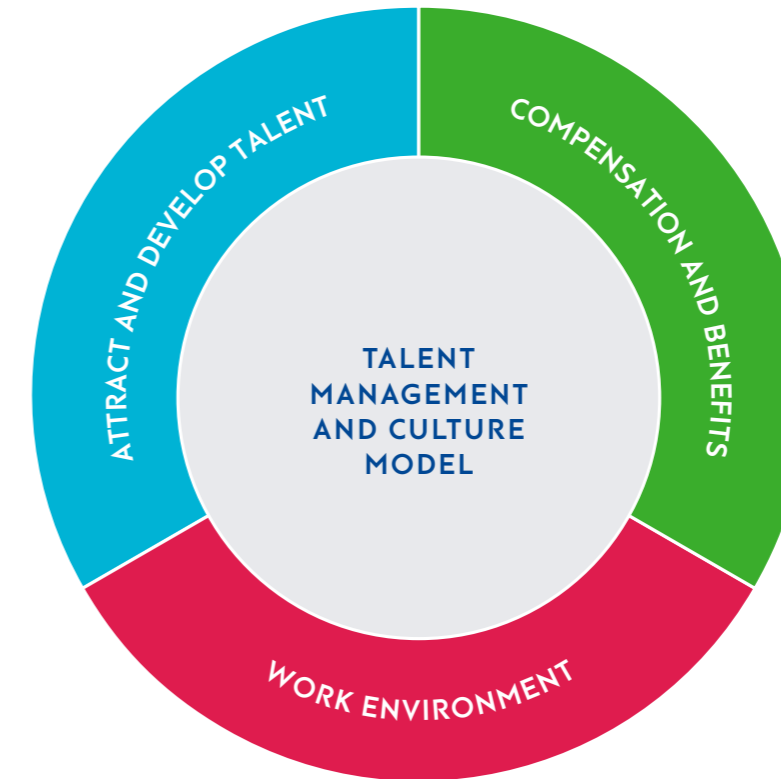 ATTRACT AND DEVELOP TALENT
COMPENSATION AND BENEFITS
TALENT
MANAGEMENT
AND CULTURE
MODEL
WORK ENVIRONMENT